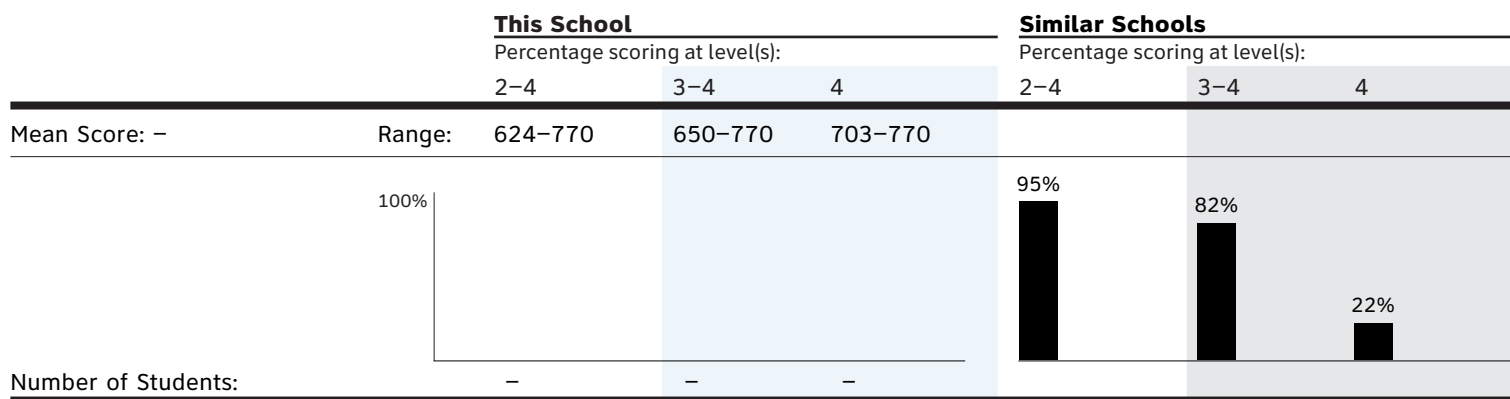 This School Similar Schools
Percentage scoring at level(s): Percentage scoring at level(s):
2–4 3–4 4 2–4 3–4 4
Mean Score: – Range: 624–770 650–770 703–770
95%
100% 82%
22%
Number of Students: – – –